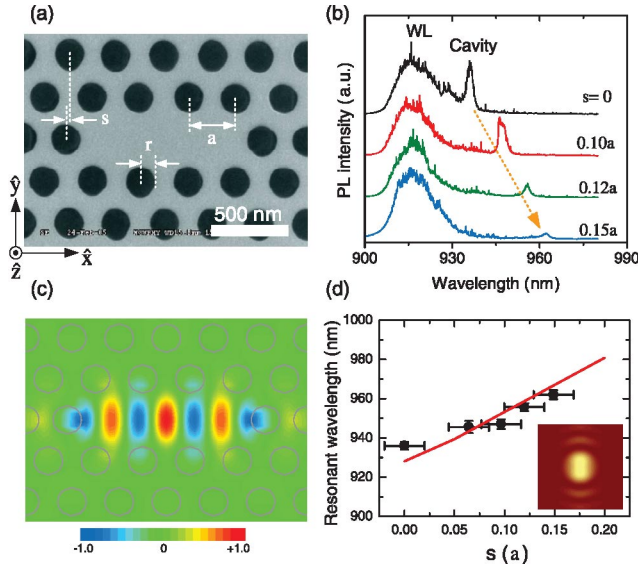 (a)
s
r
a
500 nm
ŷ
ẑ
x̂
(b)
WL
Cavity
s= 0
0.10a
0.12a
0.15a
PL intensity (a.u.)
900
930
960
990
Wavelength (nm)
(c)
-1.0
0
+1.0
(d)
Resonant wavelength (nm)
1000
980
960
940
920
900
0.00
0.05
0.10
0.15
0.20
s (a)